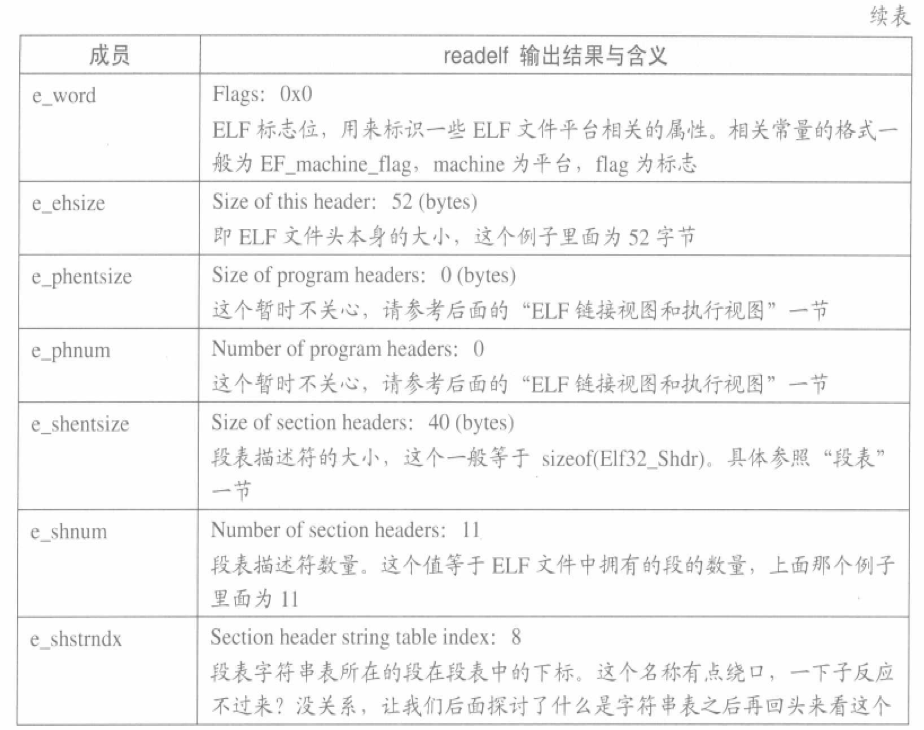 续表
成员
readelf 输出结果与含义
e_word
Flags: 0x0
ELF 标志位，用来标识一些 ELF 文件平台相关的属性。相关常量的格式一
般为 EF_machine_flag，machine 为平台，flag 为标志
e_ehsize
Size of this header: 52 (bytes)
即 ELF 文件头本身的大小，这个例子里面为 52 字节
e_phentsize
Size of program headers: 0 (bytes)
这个暂时不关心，请参考后面的“ELF 链接视图和执行视图”一节
e_phnum
Number of program headers: 0
这个暂时不关心，请参考后面的“ELF 链接视图和执行视图”一节
e_shentsize
Size of section headers: 40 (bytes)
段表描述符的大小，这个一般等于 sizeof(Elf32_Shdr)。具体参照“段表”
一节
e_shnum
Number of section headers: 11
段表描述符数量。这个值等于 ELF 文件中拥有的段的数量，上面那个例子
里面为 11
e_shstrndx
Section header string table index: 8
段表字符串表所在的段在段表中的下标。这个名称有点绕口，一下子反应
不过来？没关系，让我们后面探讨了什么是字符串表之后再回头来看这个